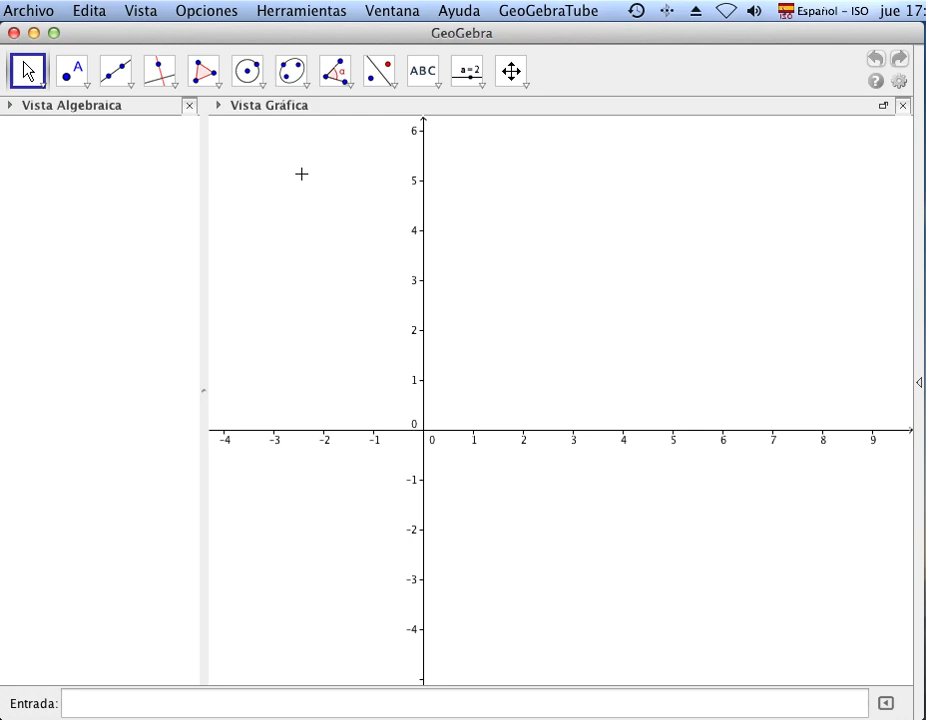 Archivo Edita Vista Opciones Herramientas Ventana Ayuda GeoGebraTube ISO Español - ISO jue 17:
GeoGebra
A α ABC a=2 ?
Vista Algebraica Vista Gráfica
6
5
4
3
2
1
0
-4 -3 -2 -1 0 1 2 3 4 5 6 7 8 9
-1
-2
-3
-4
Entrada: